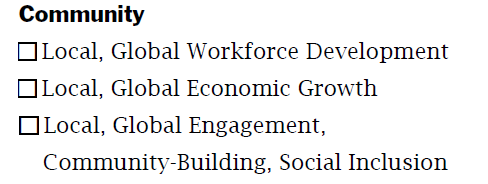 Community
☐ Local, Global Workforce Development
☐ Local, Global Economic Growth
☐ Local, Global Engagement,
Community-Building, Social Inclusion